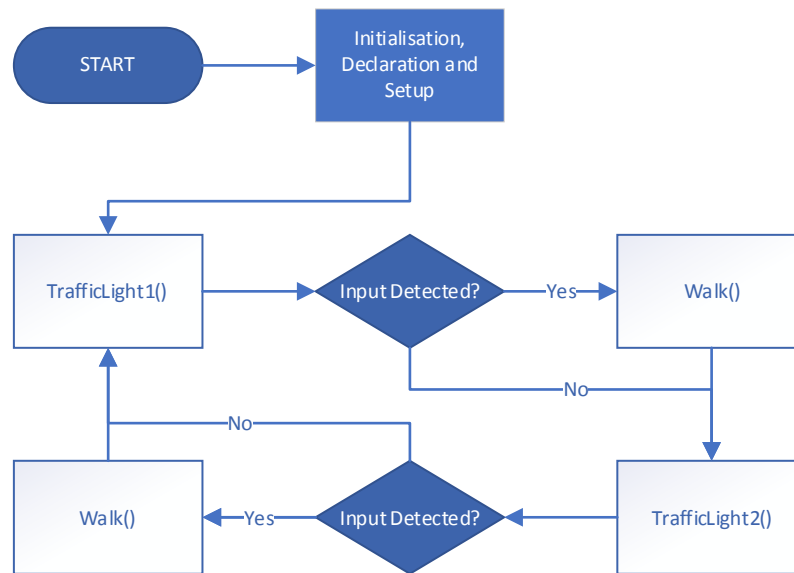 START
Initialisation,
Declaration and
Setup
TrafficLight1()
Input Detected?
Yes
Walk()
No
No
Walk()
Yes
Input Detected?
TrafficLight2()